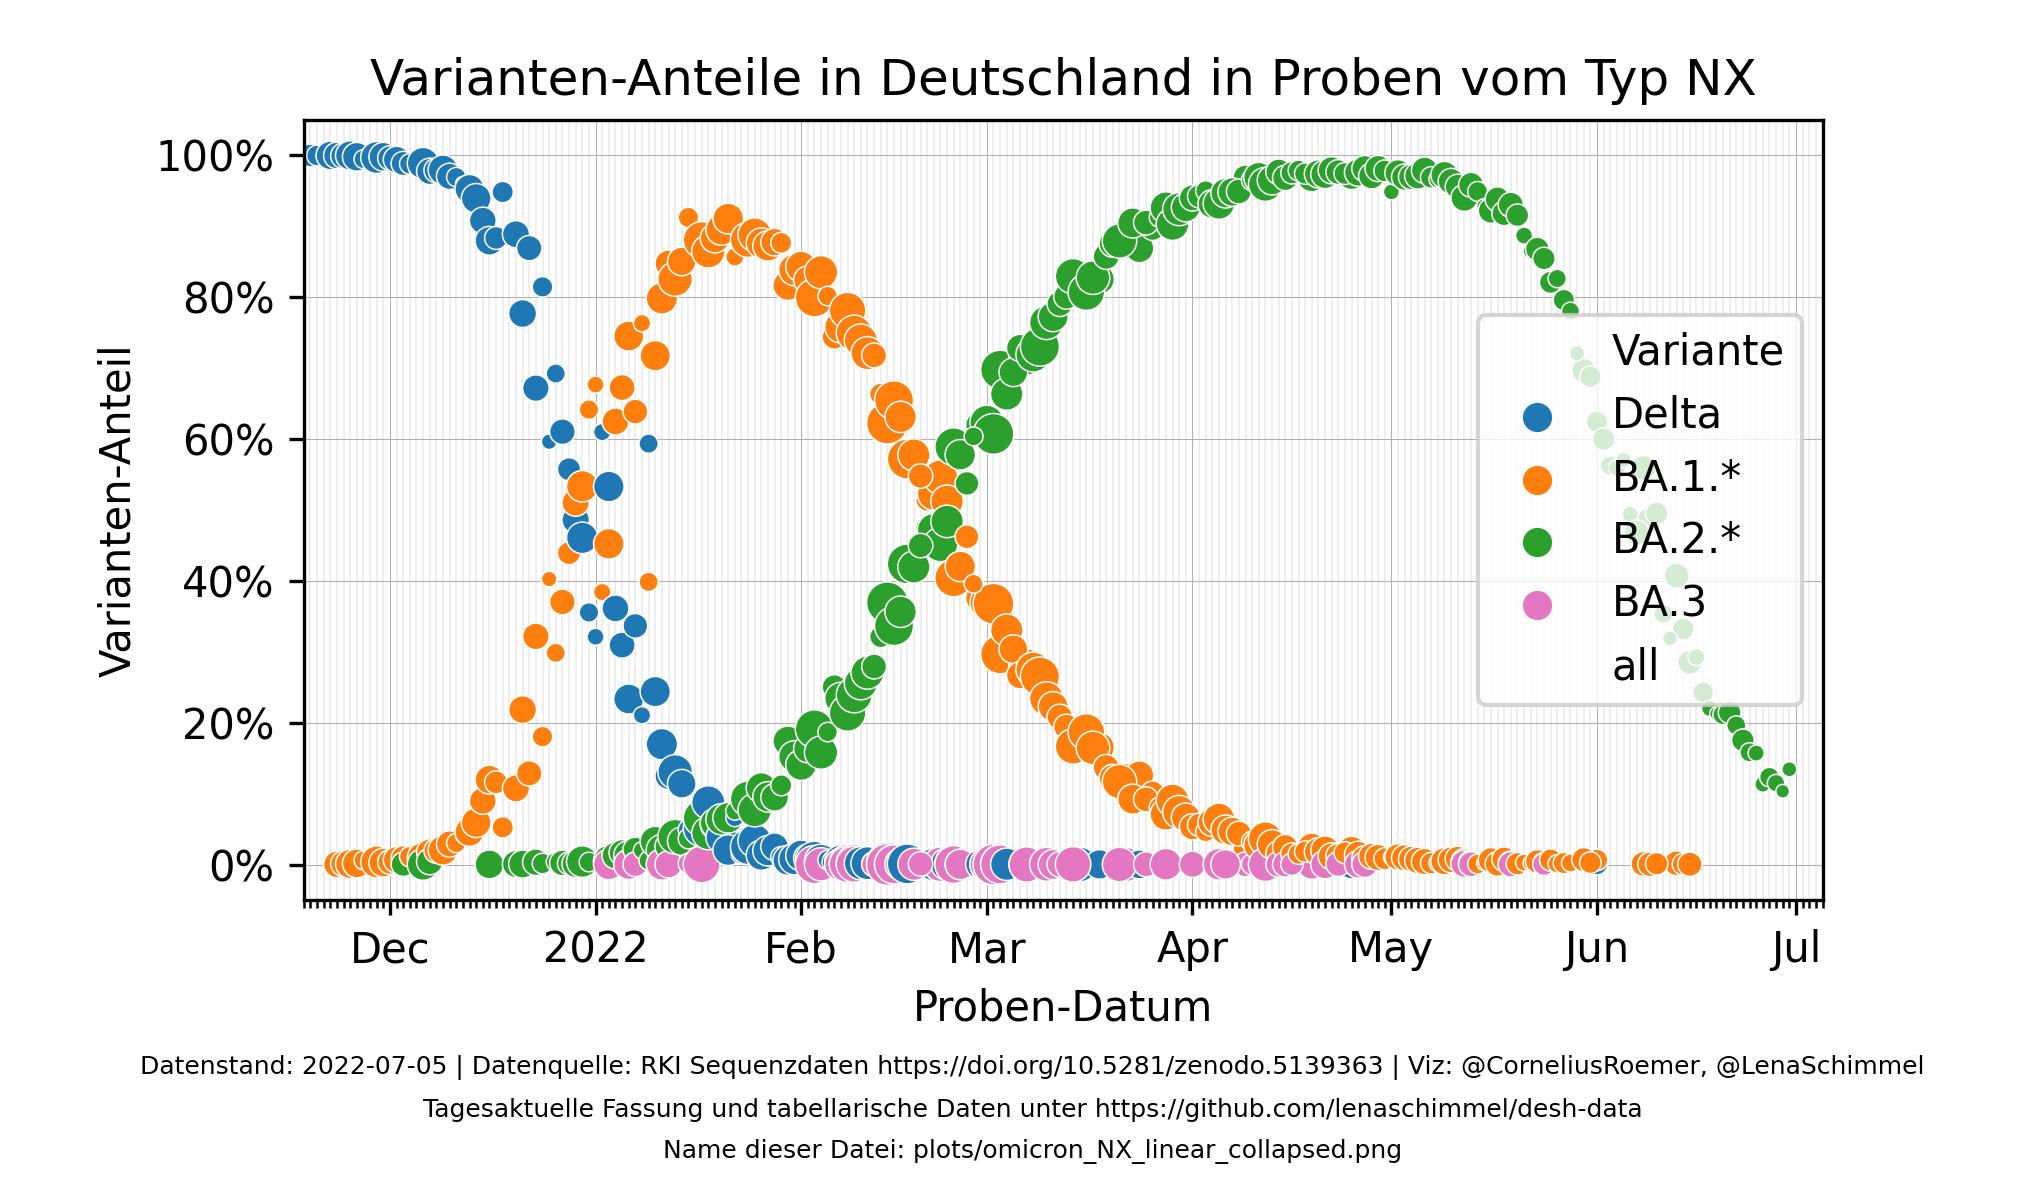 Varianten-Anteile in Deutschland in Proben vom Typ NX
Varianten-Anteil
100%
80%
60%
40%
20%
0%
Variante
Delta
BA.1.*
BA.2.*
BA.3
all
Dec 2022 Feb Mar Apr May Jun Jul
Proben-Datum
Datenstand: 2022-07-05 | Datenquelle: RKI Sequenzdaten https://doi.org/10.5281/zenodo.5139363 | Viz: @CorneliusRoemer, @LenaSchimmel
Tagesaktuelle Fassung und tabellarische Daten unter https://github.com/lenaschimmel/desh-data
Name dieser Datei: plots/omicron_NX_linear_collapsed.png